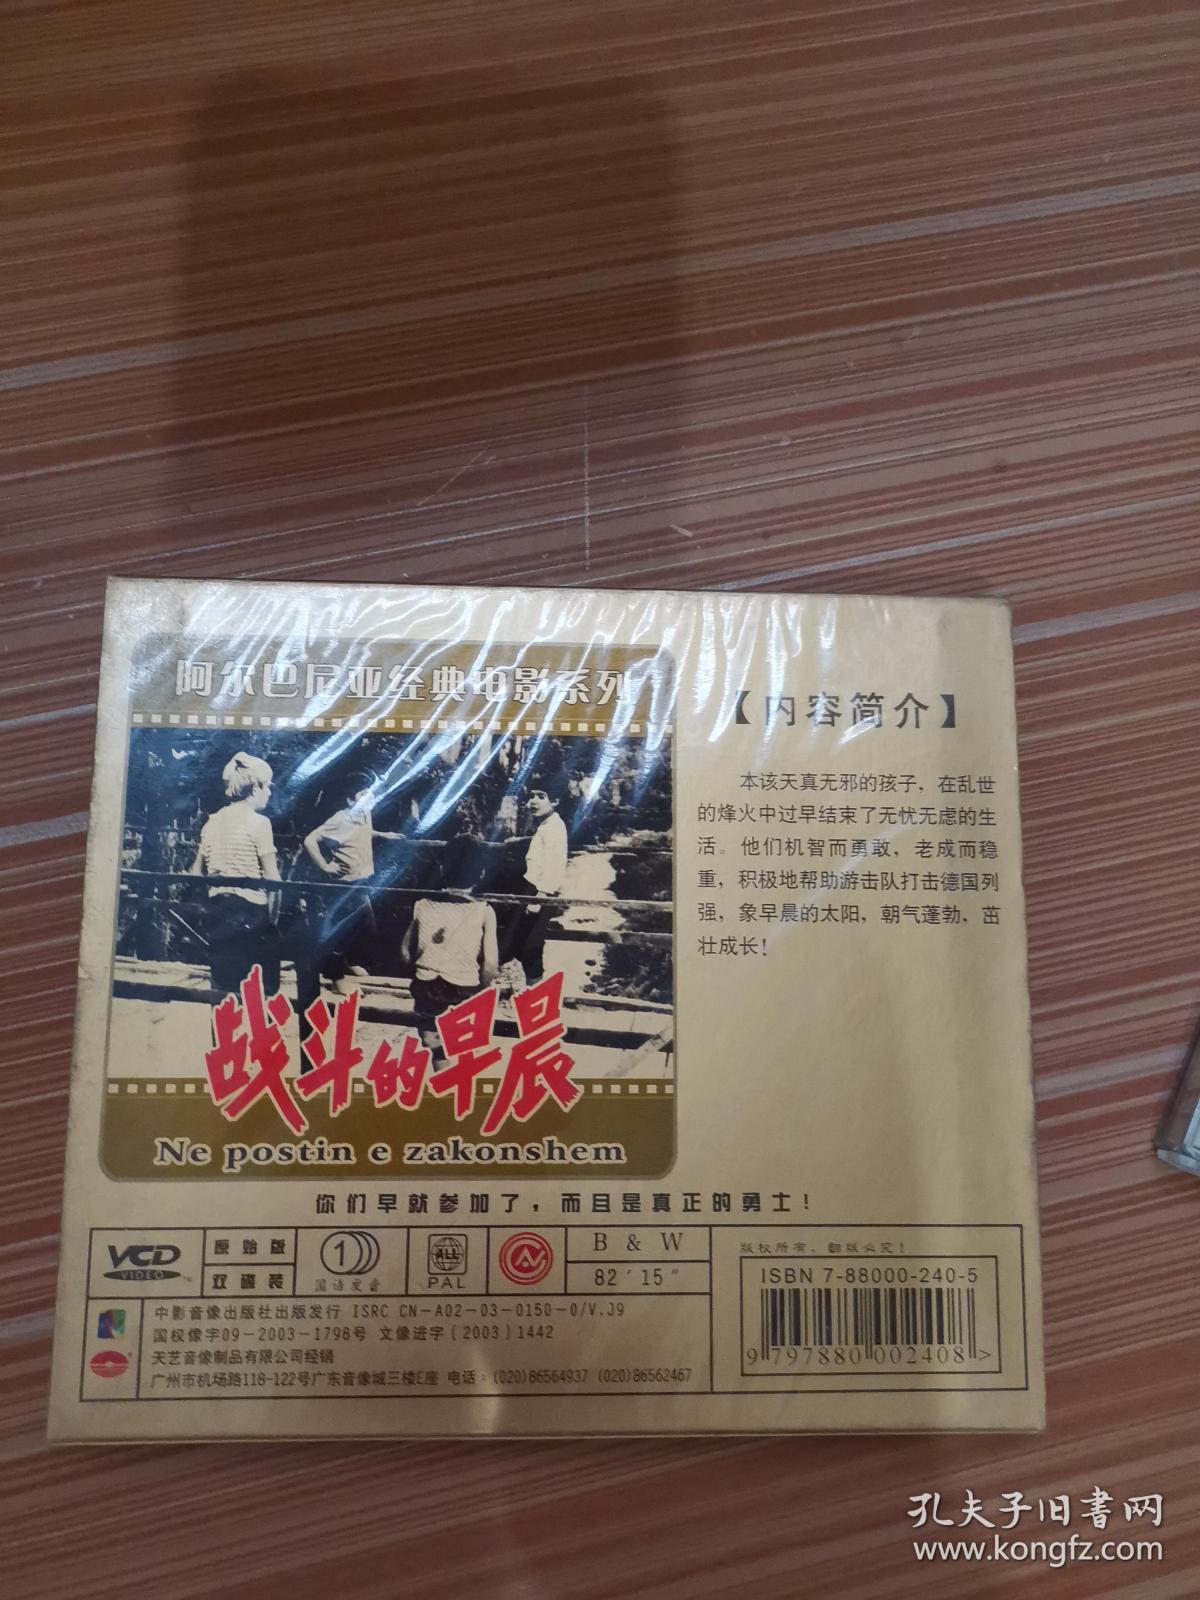 阿尔巴尼亚经典电影系列
【内容简介】
本该天真无邪的孩子，在乱世
的烽火中过早结束了无忧无虑的生
活。他们机智而勇敢，老成而稳
重，积极地帮助游击队打击德国列
强，象早晨的太阳，朝气蓬勃，茁
壮成长！
战斗的早晨
Ne postin e zakonshem
你们早就参加了，而且是真正的勇士！
VCD
VIDEO
TM
原始版
双碟装
1
国语发音
ALL
PAL
B & W
82′15″
中影音像出版社出版发行 ISRC CN-A02-03-0150-0/V.J9
国权像字09-2003-1798号 文像进字(2003)1442
天艺音像制品有限公司经销
广州市机场路118-122号广东音像城三楼E座 电话：(020)86564937 (020)86562467
版权所有，翻版必究！
ISBN 7-88000-240-5
9 797880 002408 >
孔夫子旧书网
www.kongfz.com